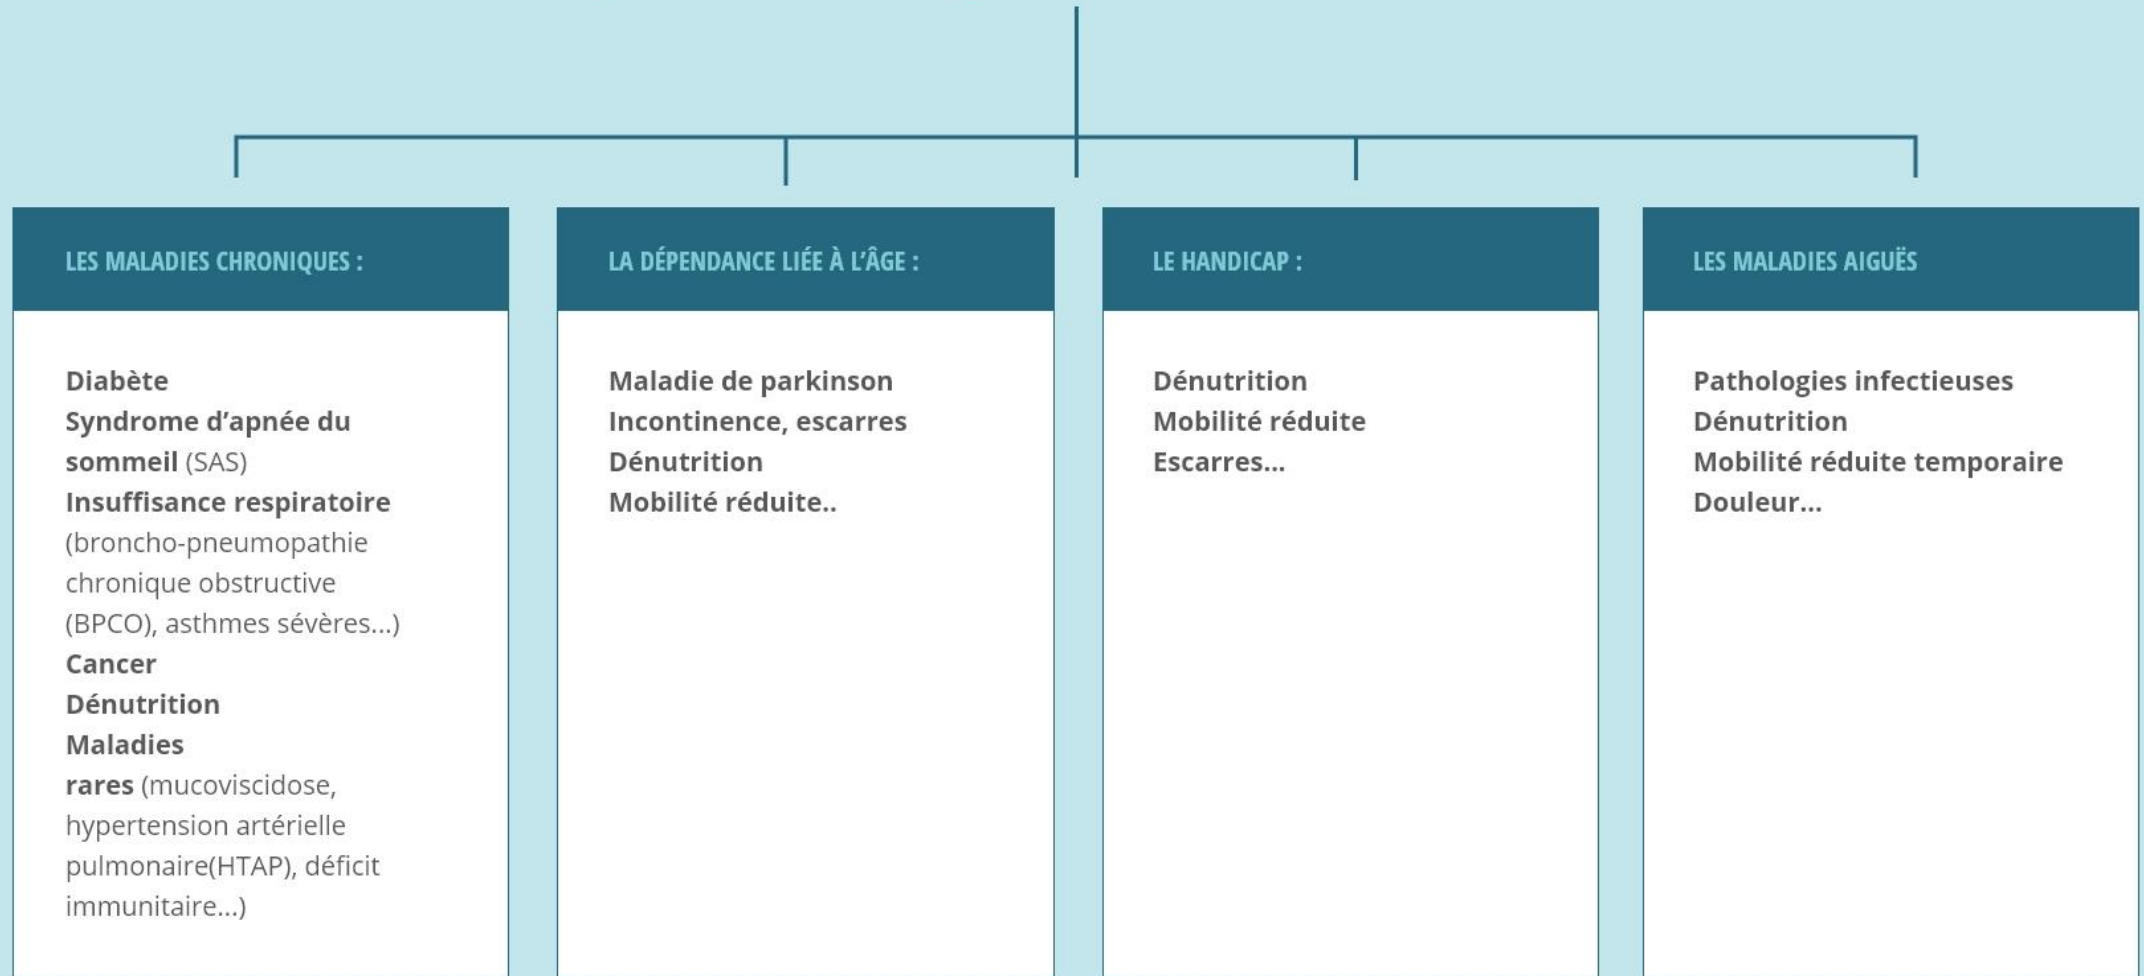 LES MALADIES CHRONIQUES :
Diabète
Syndrome d’apnée du
sommeil (SAS)
Insuffisance respiratoire
(broncho-pneumopathie
chronique obstructive
(BPCO), asthmes sévères...)
Cancer
Dénutrition
Maladies
rares (mucoviscidose,
hypertension artérielle
pulmonaire(HTAP), déficit
immunitaire...)
LA DÉPENDANCE LIÉE À L’ÂGE :
Maladie de parkinson
Incontinence, escarres
Dénutrition
Mobilité réduite..
LE HANDICAP :
Dénutrition
Mobilité réduite
Escarres...
LES MALADIES AIGUËS
Pathologies infectieuses
Dénutrition
Mobilité réduite temporaire
Douleur...